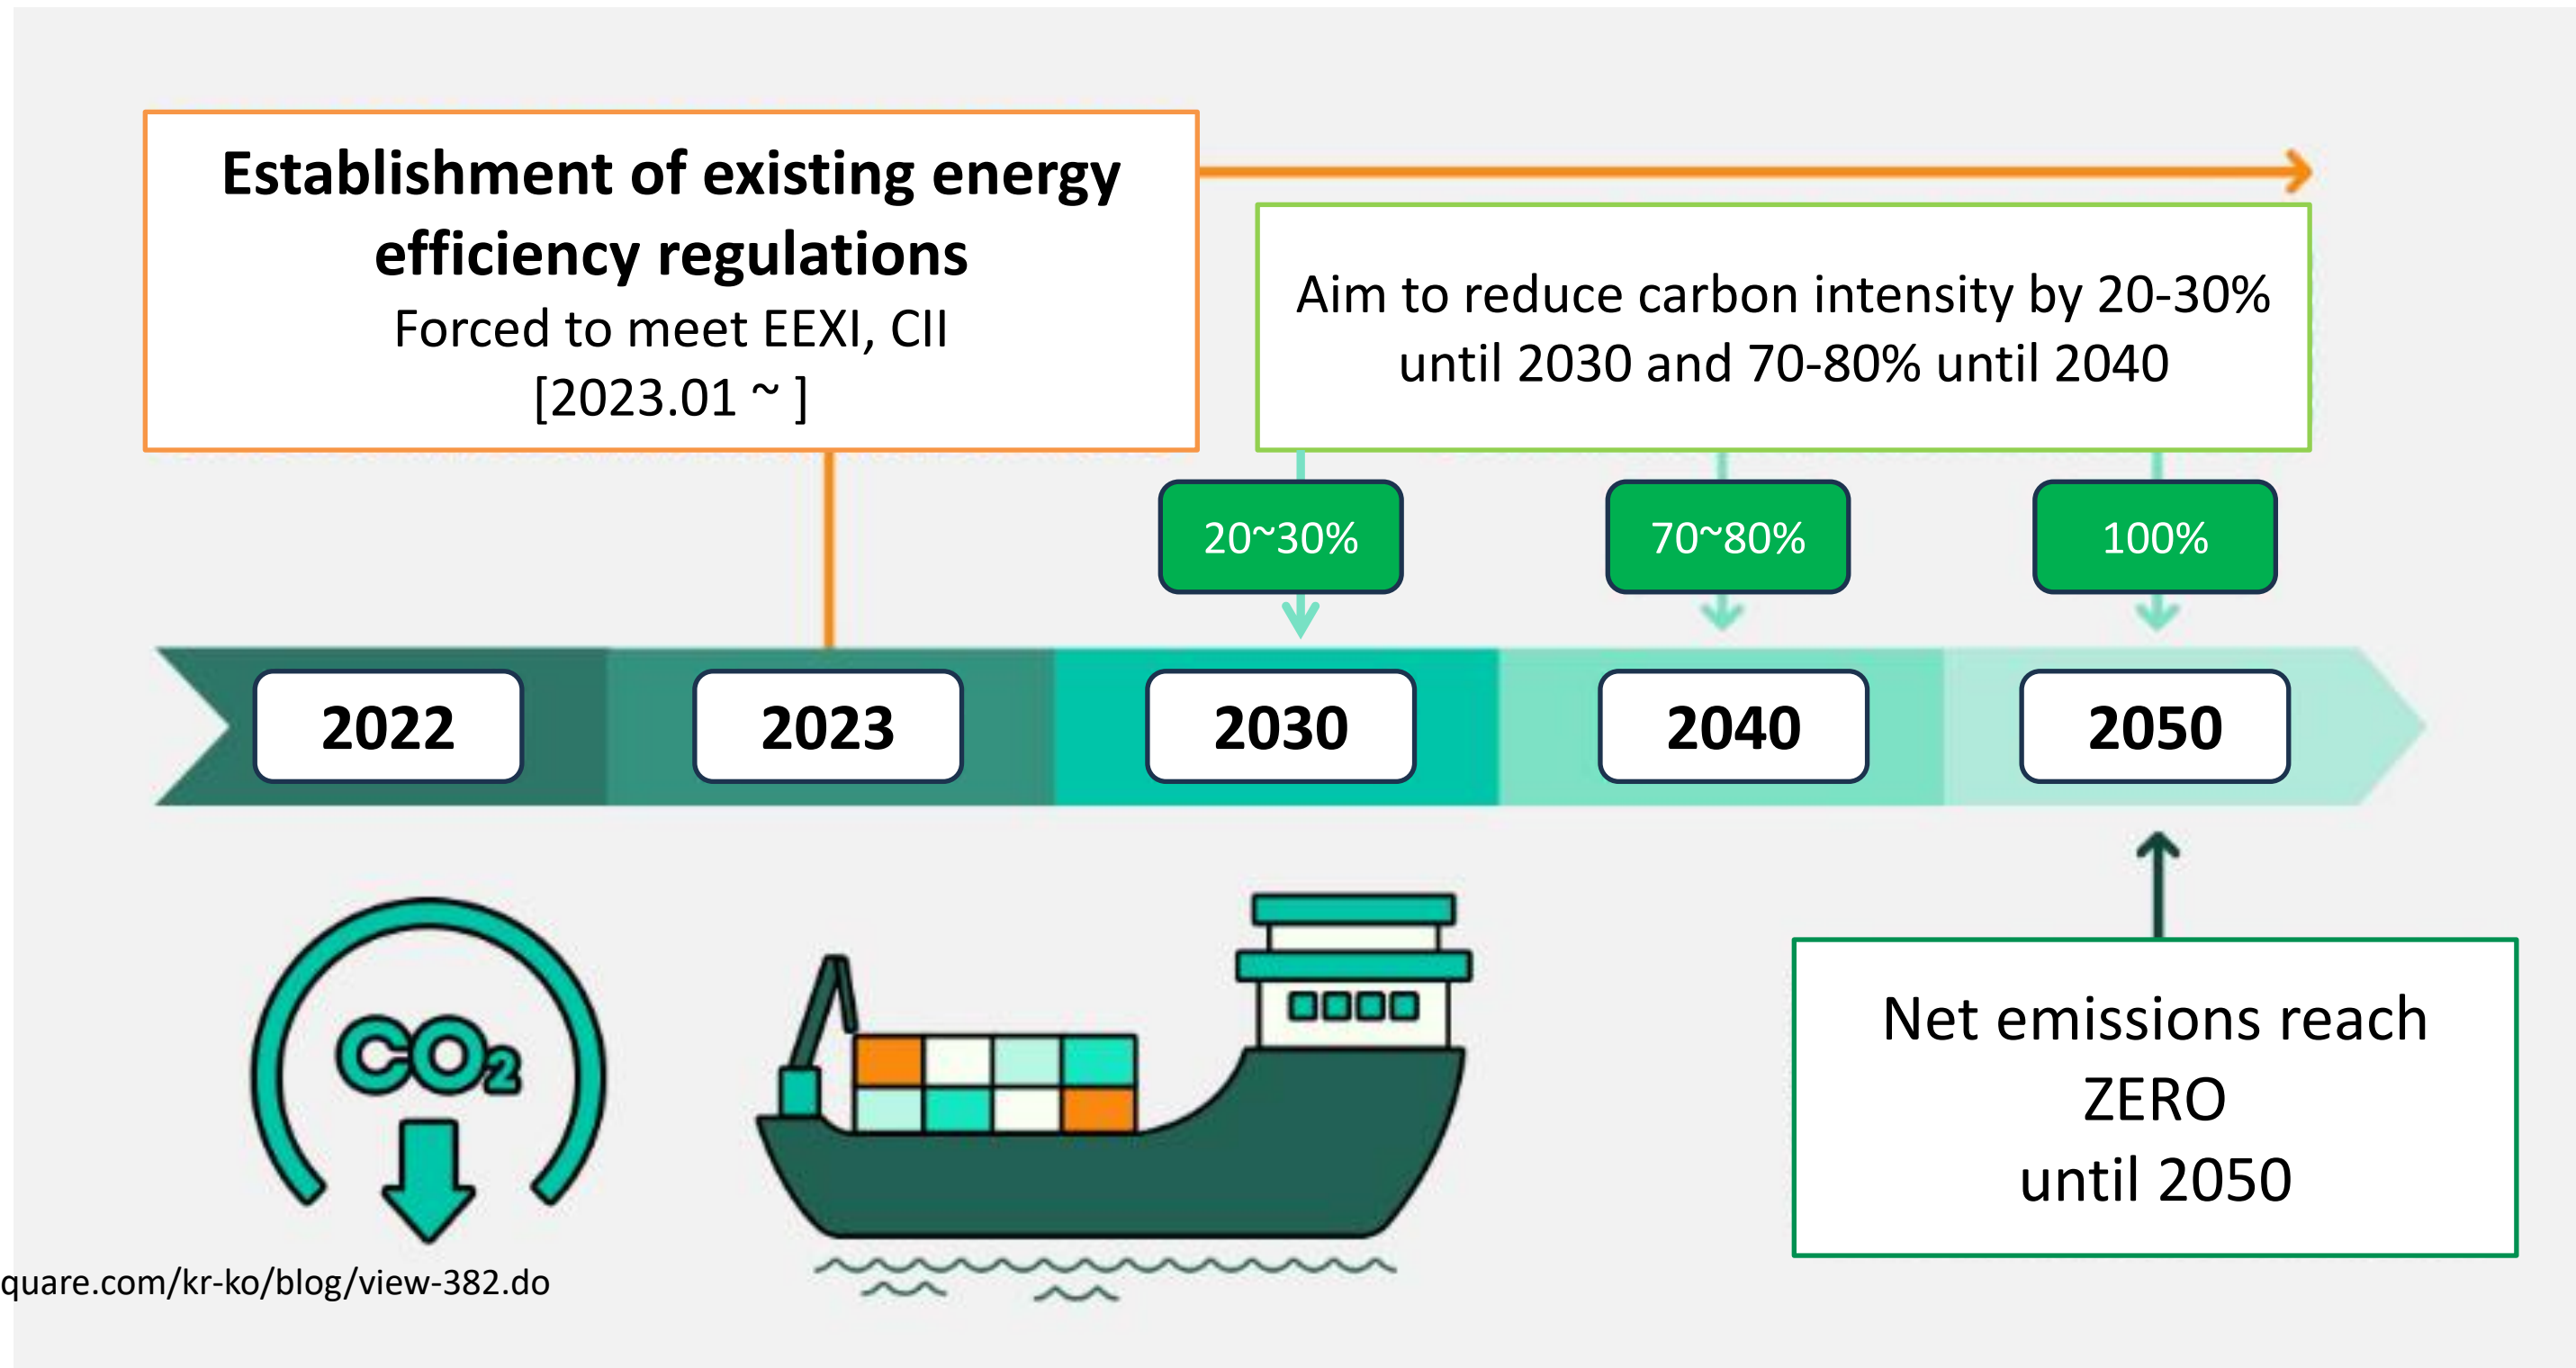 Establishment of existing energy
efficiency regulations
Forced to meet EEXI, CII
[2023.01 ~ ]
Aim to reduce carbon intensity by 20-30%
until 2030 and 70-80% until 2040
20~30%
70~80%
100%
2022
2023
2030
2040
2050
CO₂
Net emissions reach
ZERO
until 2050
quare.com/kr-ko/blog/view-382.do